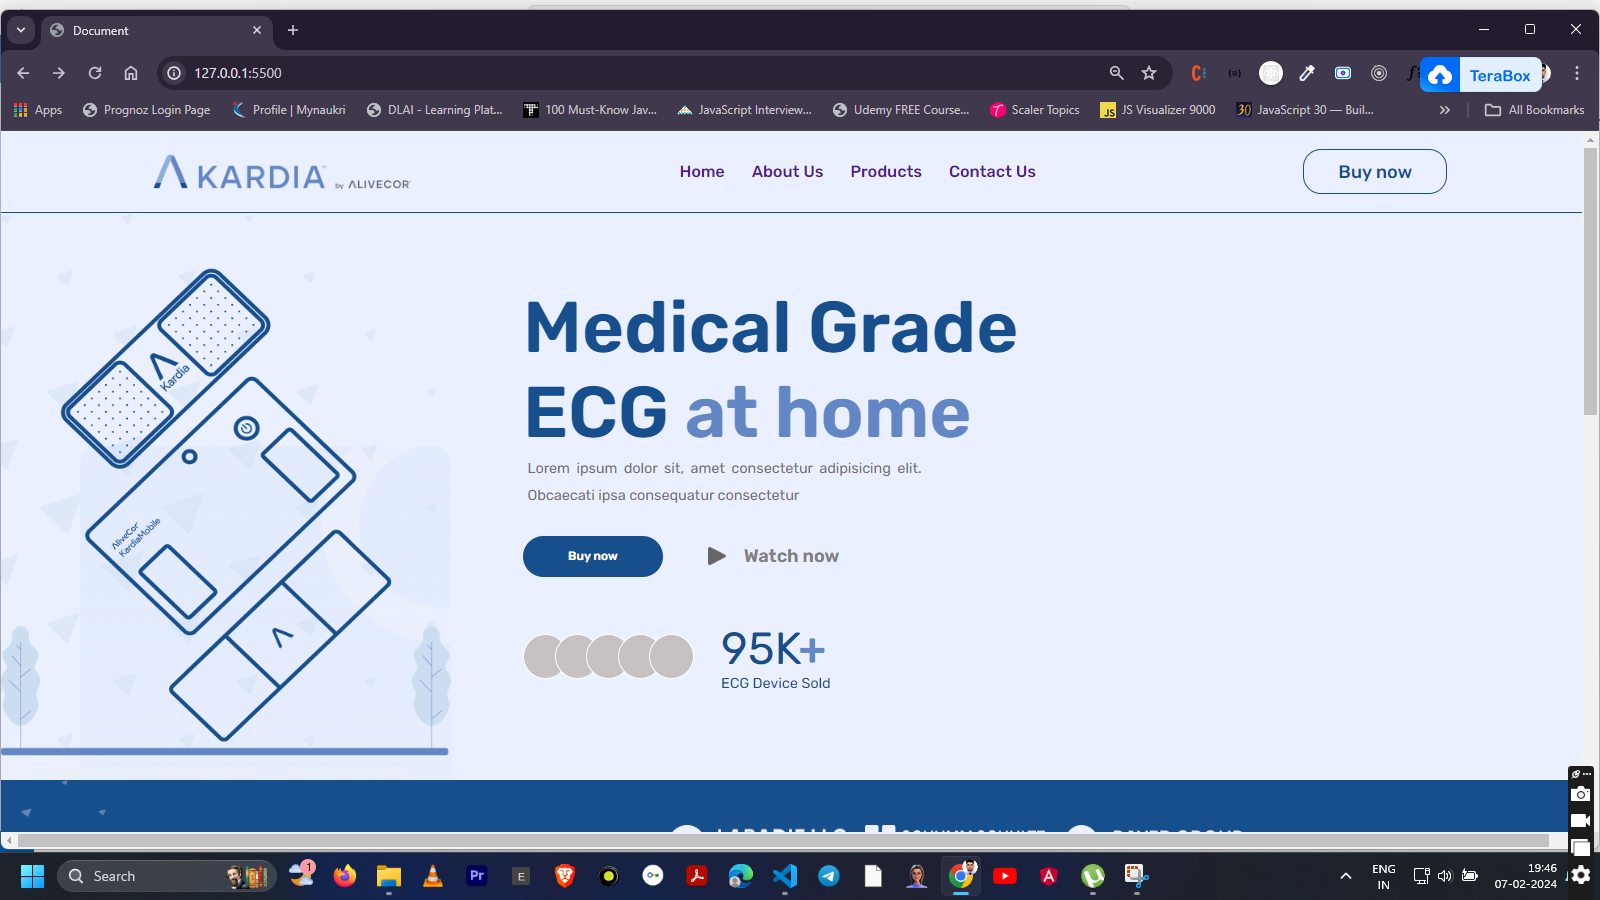 Document
127.0.0.1:5500
TeraBox
Apps
Prognoz Login Page
Profile | Mynaukri
DLAI - Learning Plat...
100 Must-Know Jav...
JavaScript Interview...
Udemy FREE Course...
Scaler Topics
JS Visualizer 9000
JavaScript 30 — Buil...
All Bookmarks
KARDIA™ by ALIVECOR
Home
About Us
Products
Contact Us
Buy now
Kardia
AliveCor
KardiaMobile
Medical Grade
ECG at home
Lorem ipsum dolor sit, amet consectetur adipisicing elit.
Obcaecati ipsa consequatur consectetur
Buy now
Watch now
95K+
ECG Device Sold
Search
1
Pr
E
ENG
IN
19:46
07-02-2024